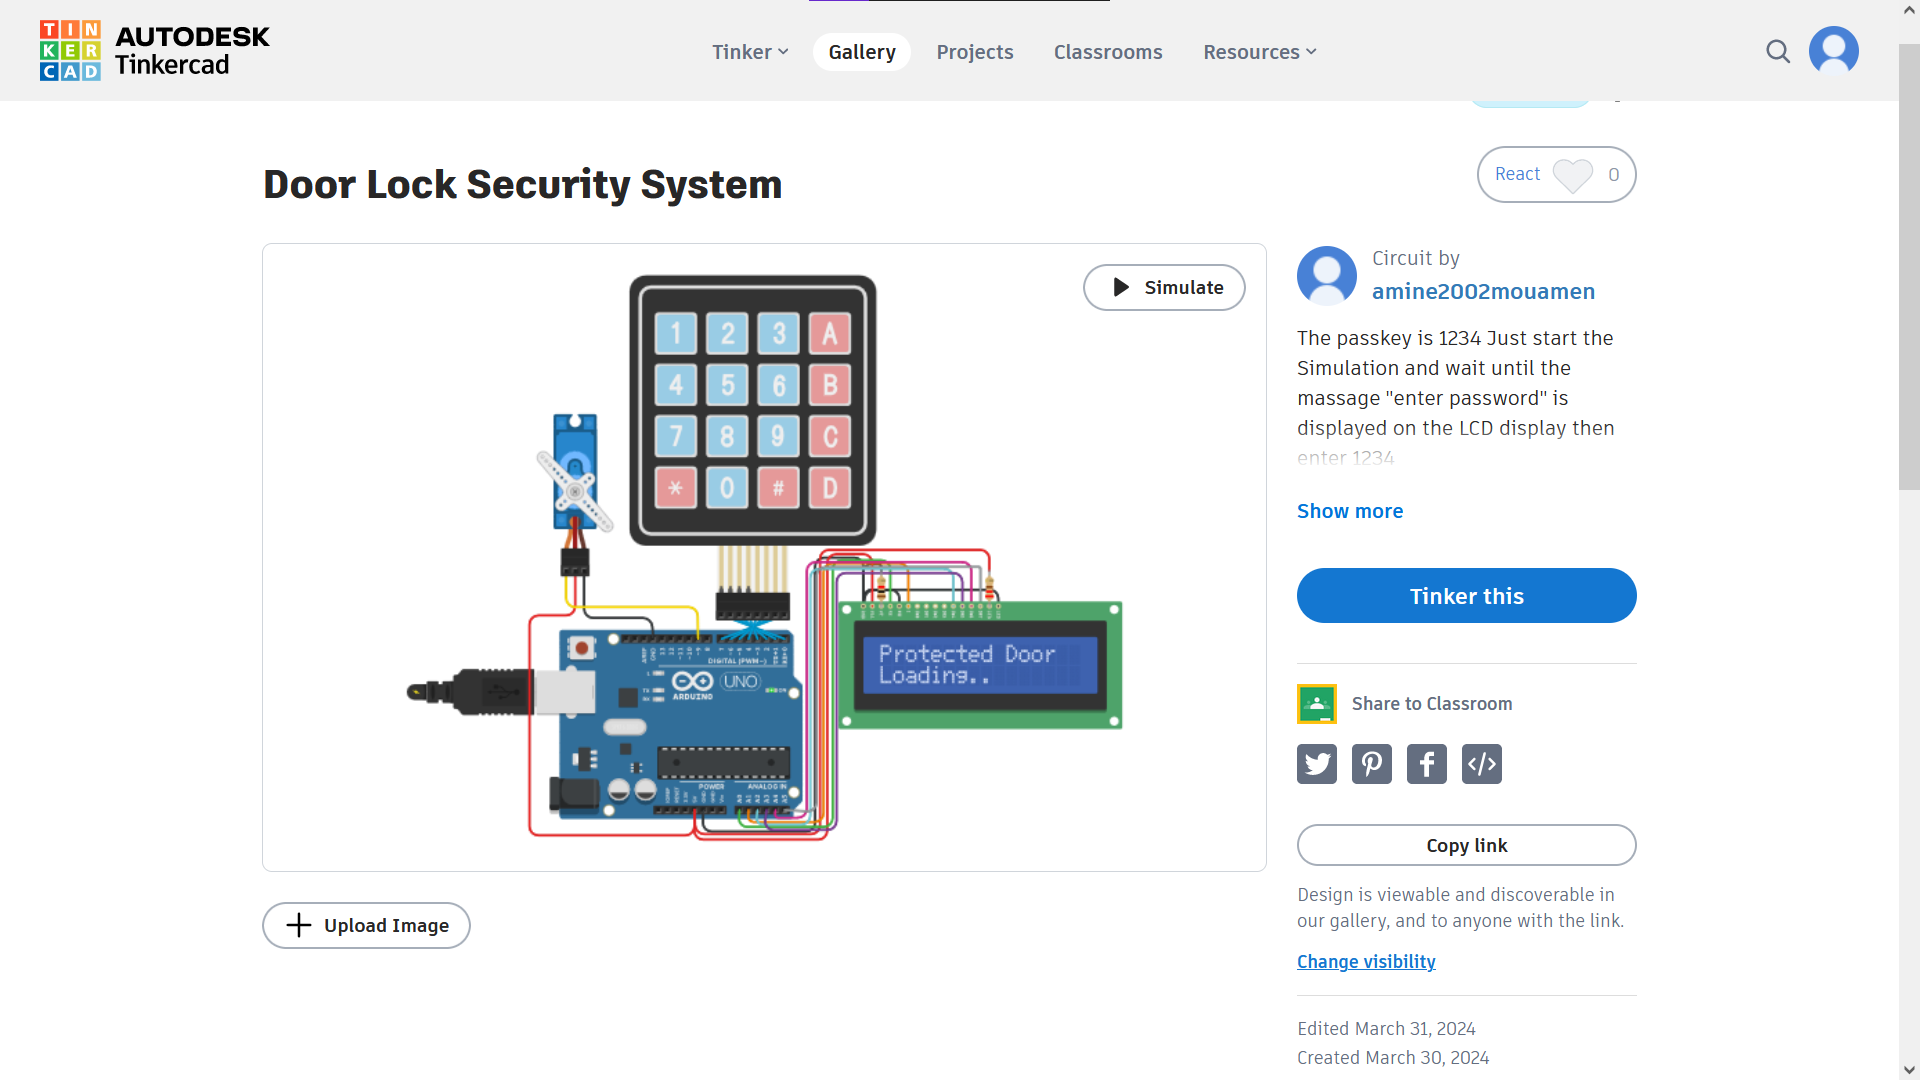 TINKERCAD
AUTODESK
Tinkercad
Tinker
Gallery
Projects
Classrooms
Resources
Door Lock Security System
React
0
Simulate
1 2 3 A
4 5 6 B
7 8 9 C
* 0 # D
DIGITAL (PWM~)
UNO
ARDUINO
POWER
ANALOG IN
Protected Door
Loading..
Circuit by
amine2002mouamen
The passkey is 1234 Just start the
Simulation and wait until the
massage "enter password" is
displayed on the LCD display then
enter 1234
Show more
Tinker this
Share to Classroom
Copy link
Design is viewable and discoverable in
our gallery, and to anyone with the link.
Change visibility
Edited March 31, 2024
Created March 30, 2024
Upload Image